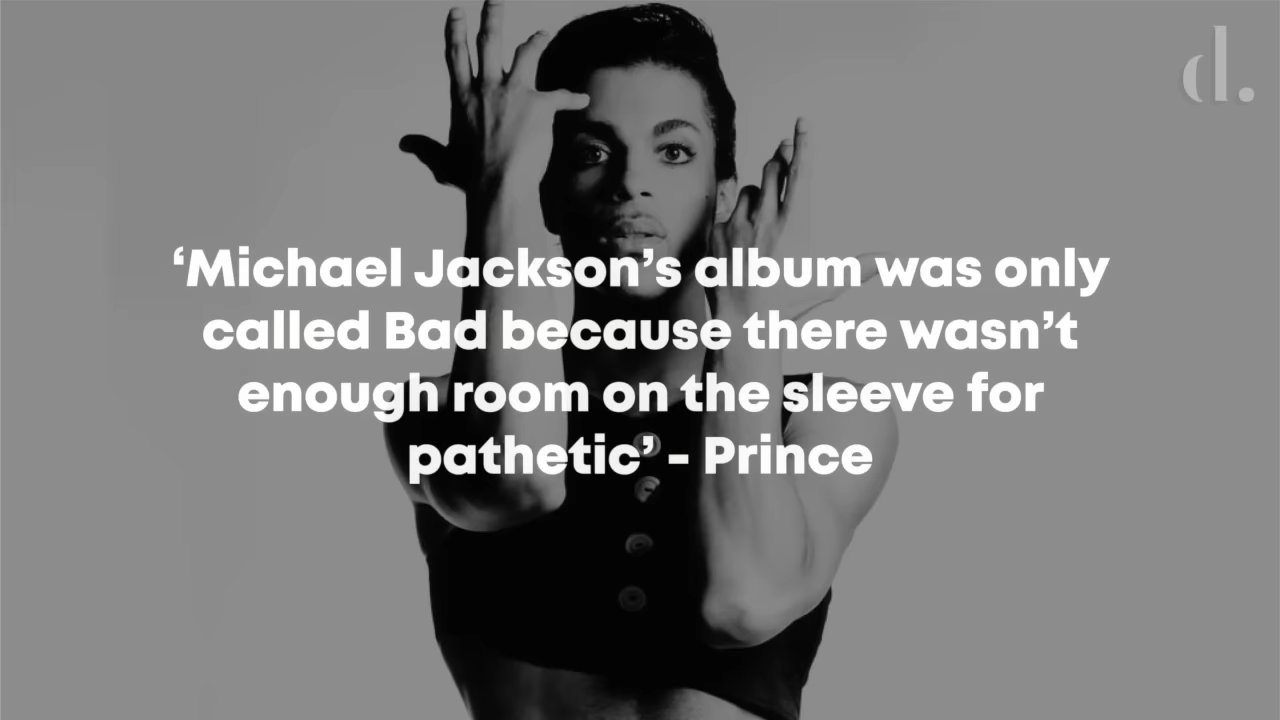 d.
‘Michael Jackson’s album was only
called Bad because there wasn’t
enough room on the sleeve for
pathetic’ - Prince